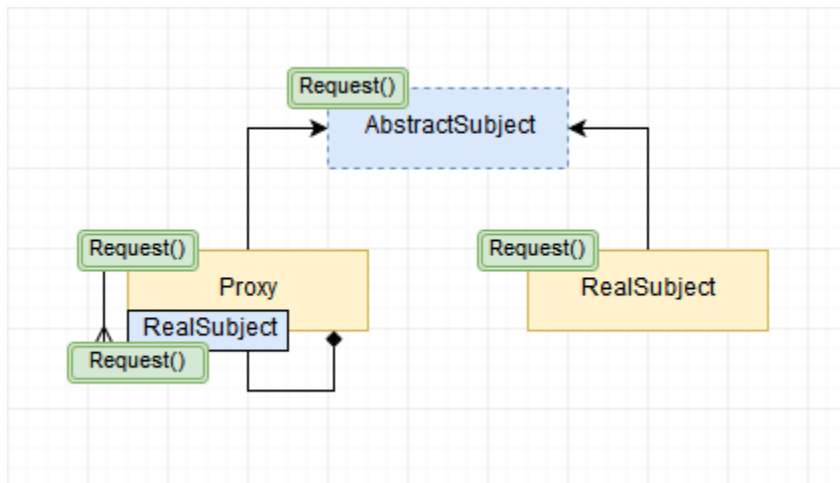 Request()
AbstractSubject
Request()
Proxy
RealSubject
Request()
Request()
RealSubject